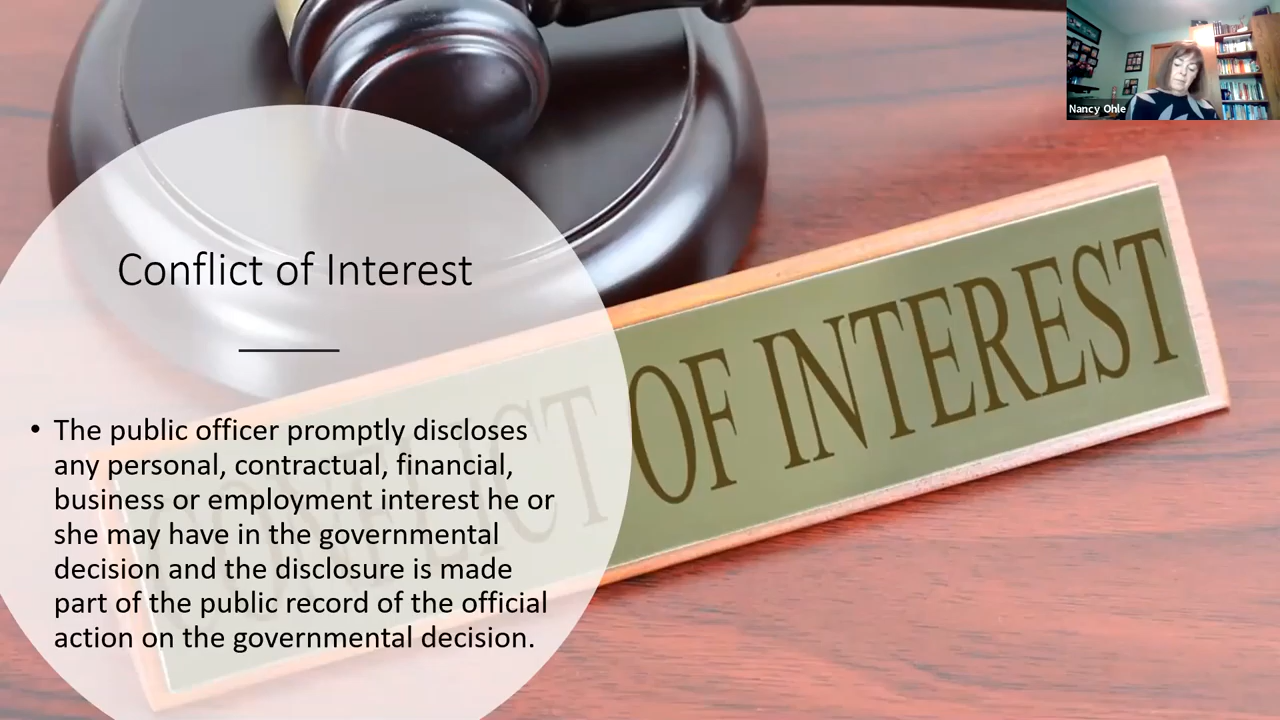 Nancy Ohle
Conflict of Interest
CONFLICT OF INTEREST
• The public officer promptly discloses
any personal, contractual, financial,
business or employment interest he or
she may have in the governmental
decision and the disclosure is made
part of the public record of the official
action on the governmental decision.